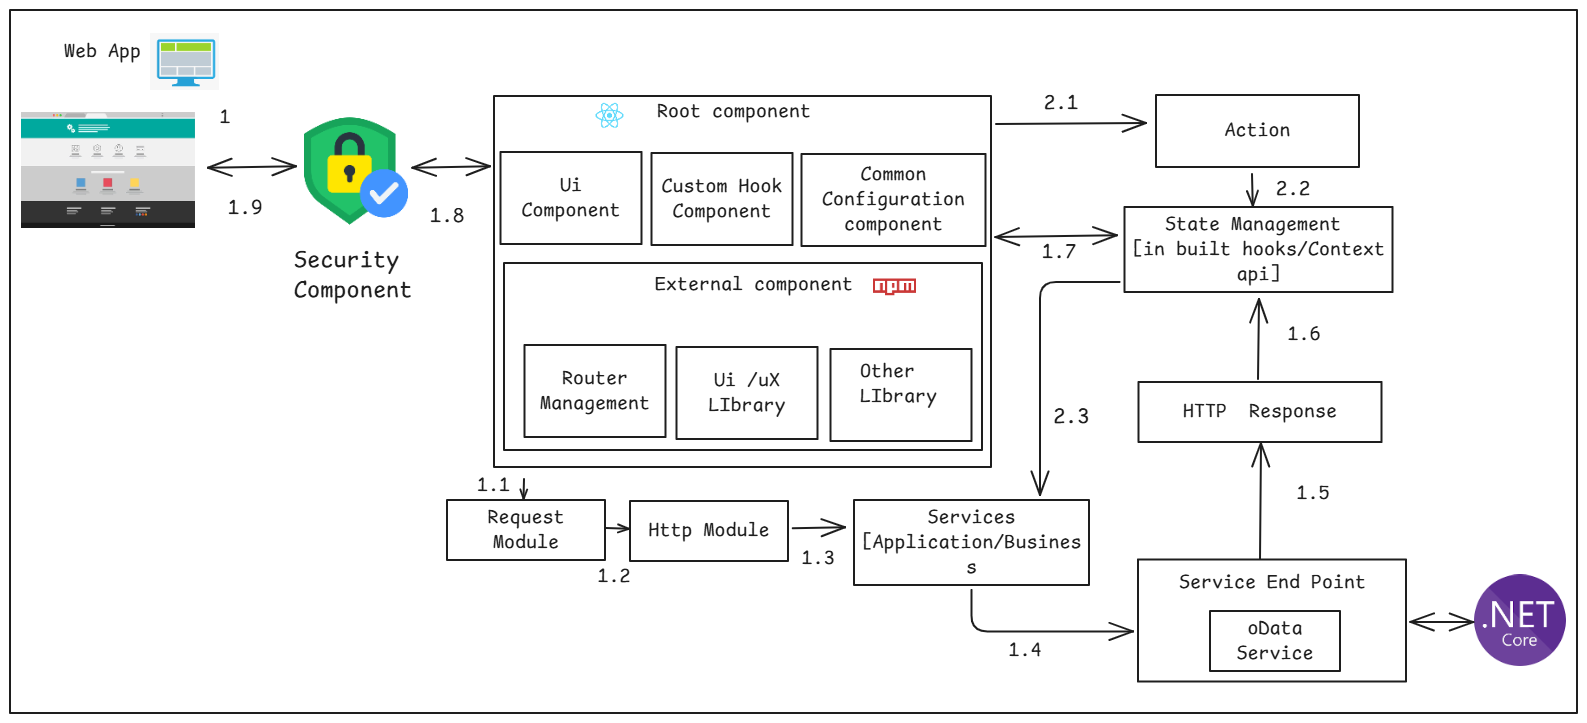 Web App
1
1.9
Security
Component
1.8
Root component
Ui
Component
Custom Hook
Component
Common
Configuration
component
External component
npm
Router
Management
Ui /uX
LIbrary
Other
LIbrary
2.1
Action
2.2
State Management
[in built hooks/Context
api]
1.7
1.6
HTTP  Response
2.3
1.5
1.1
Request
Module
1.2
Http Module
1.3
Services
[Application/Busines
s
1.4
Service End Point
oData
Service
.NET
Core